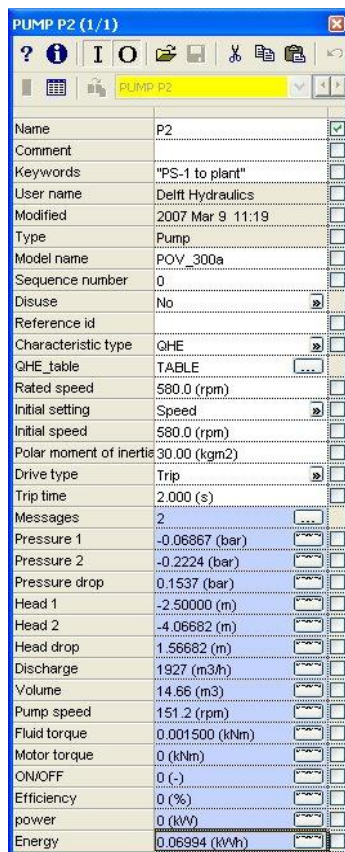 PUMP P2 (1/1)
? i I O
PUMP P2
Name P2
Comment
Keywords "PS-1 to plant"
User name Delft Hydraulics
Modified 2007 Mar 9 11:19
Type Pump
Model name POV_300a
Sequence number 0
Disuse No
Reference id
Characteristic type QHE
QHE_table TABLE ...
Rated speed 580.0 (rpm)
Initial setting Speed
Initial speed 580.0 (rpm)
Polar moment of inertia 30.00 (kgm2)
Drive type Trip
Trip time 2.000 (s)
Messages 2 ...
Pressure 1 -0.06867 (bar)
Pressure 2 -0.2224 (bar)
Pressure drop 0.1537 (bar)
Head 1 -2.50000 (m)
Head 2 -4.06682 (m)
Head drop 1.56682 (m)
Discharge 1927 (m3/h)
Volume 14.66 (m3)
Pump speed 151.2 (rpm)
Fluid torque 0.001500 (kNm)
Motor torque 0 (kNm)
ON/OFF 0 (-)
Efficiency 0 (%)
power 0 (kW)
Energy 0.06994 (kWh)